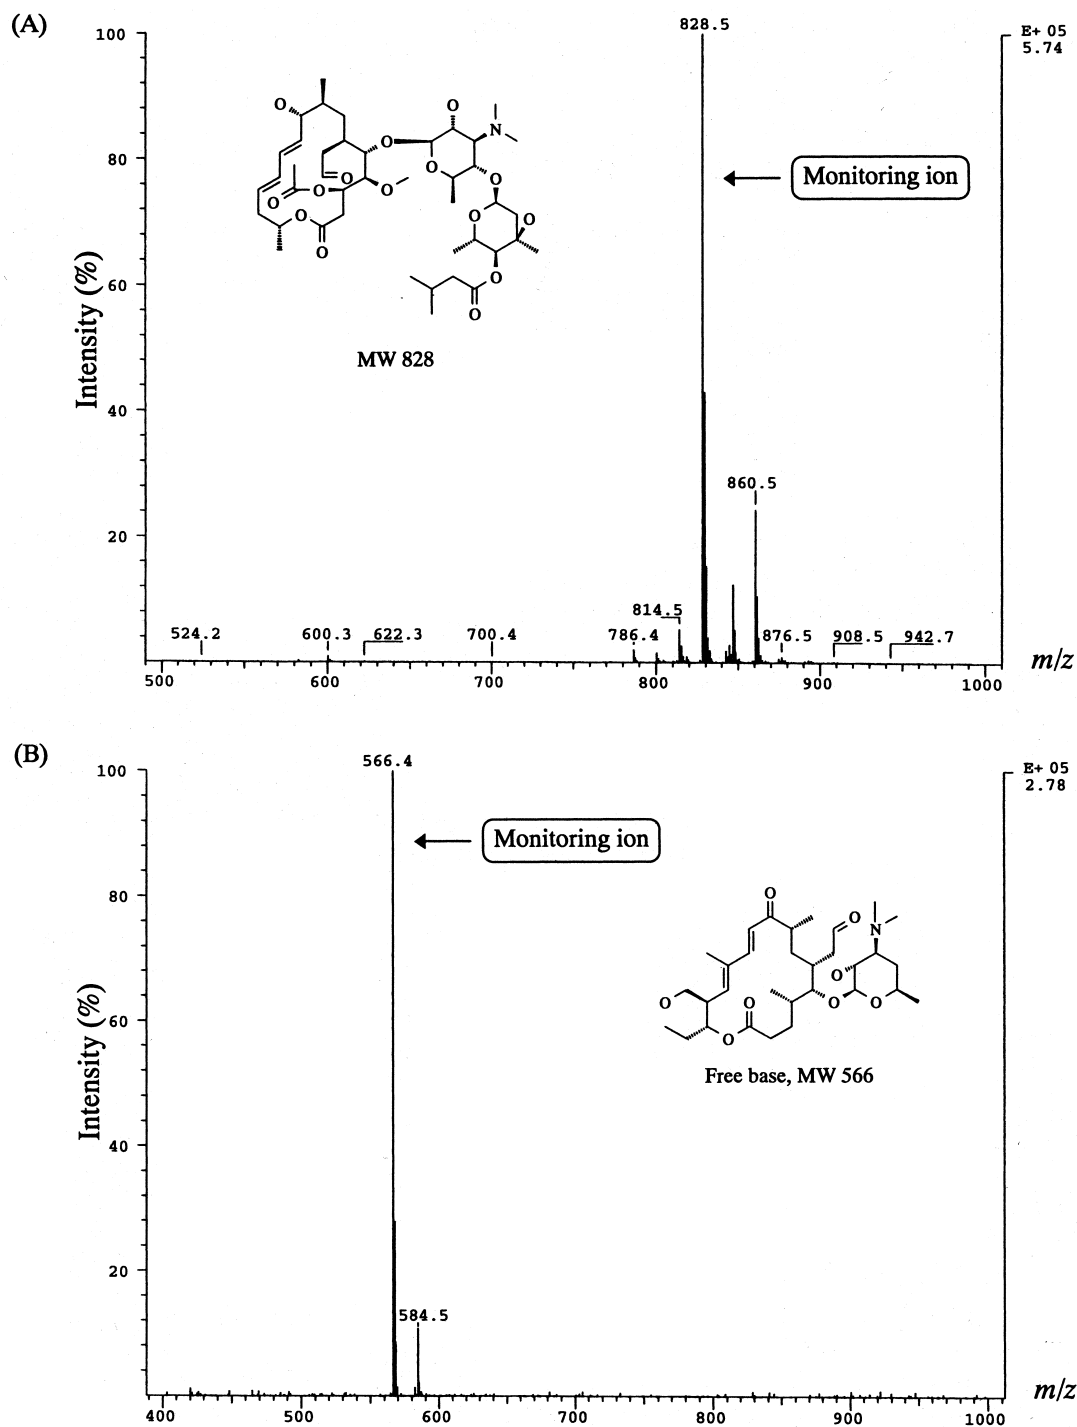 (A)
100
828.5
E+ 05
5.74
O
O
O
N
80
O
O
O
O
O
O
O
O
O
O
O
O
O
Monitoring ion
MW 828
60
Intensity (%)
40
860.5
20
814.5
524.2
600.3
622.3
700.4
786.4
876.5
908.5
942.7
m/z
500
600
700
800
900
1000
(B)
566.4
100
E+ 05
2.78
Monitoring ion
80
O
O
N
O
O
O
O
O
O
Free base, MW 566
60
Intensity (%)
40
20
584.5
m/z
400
500
600
700
800
900
1000